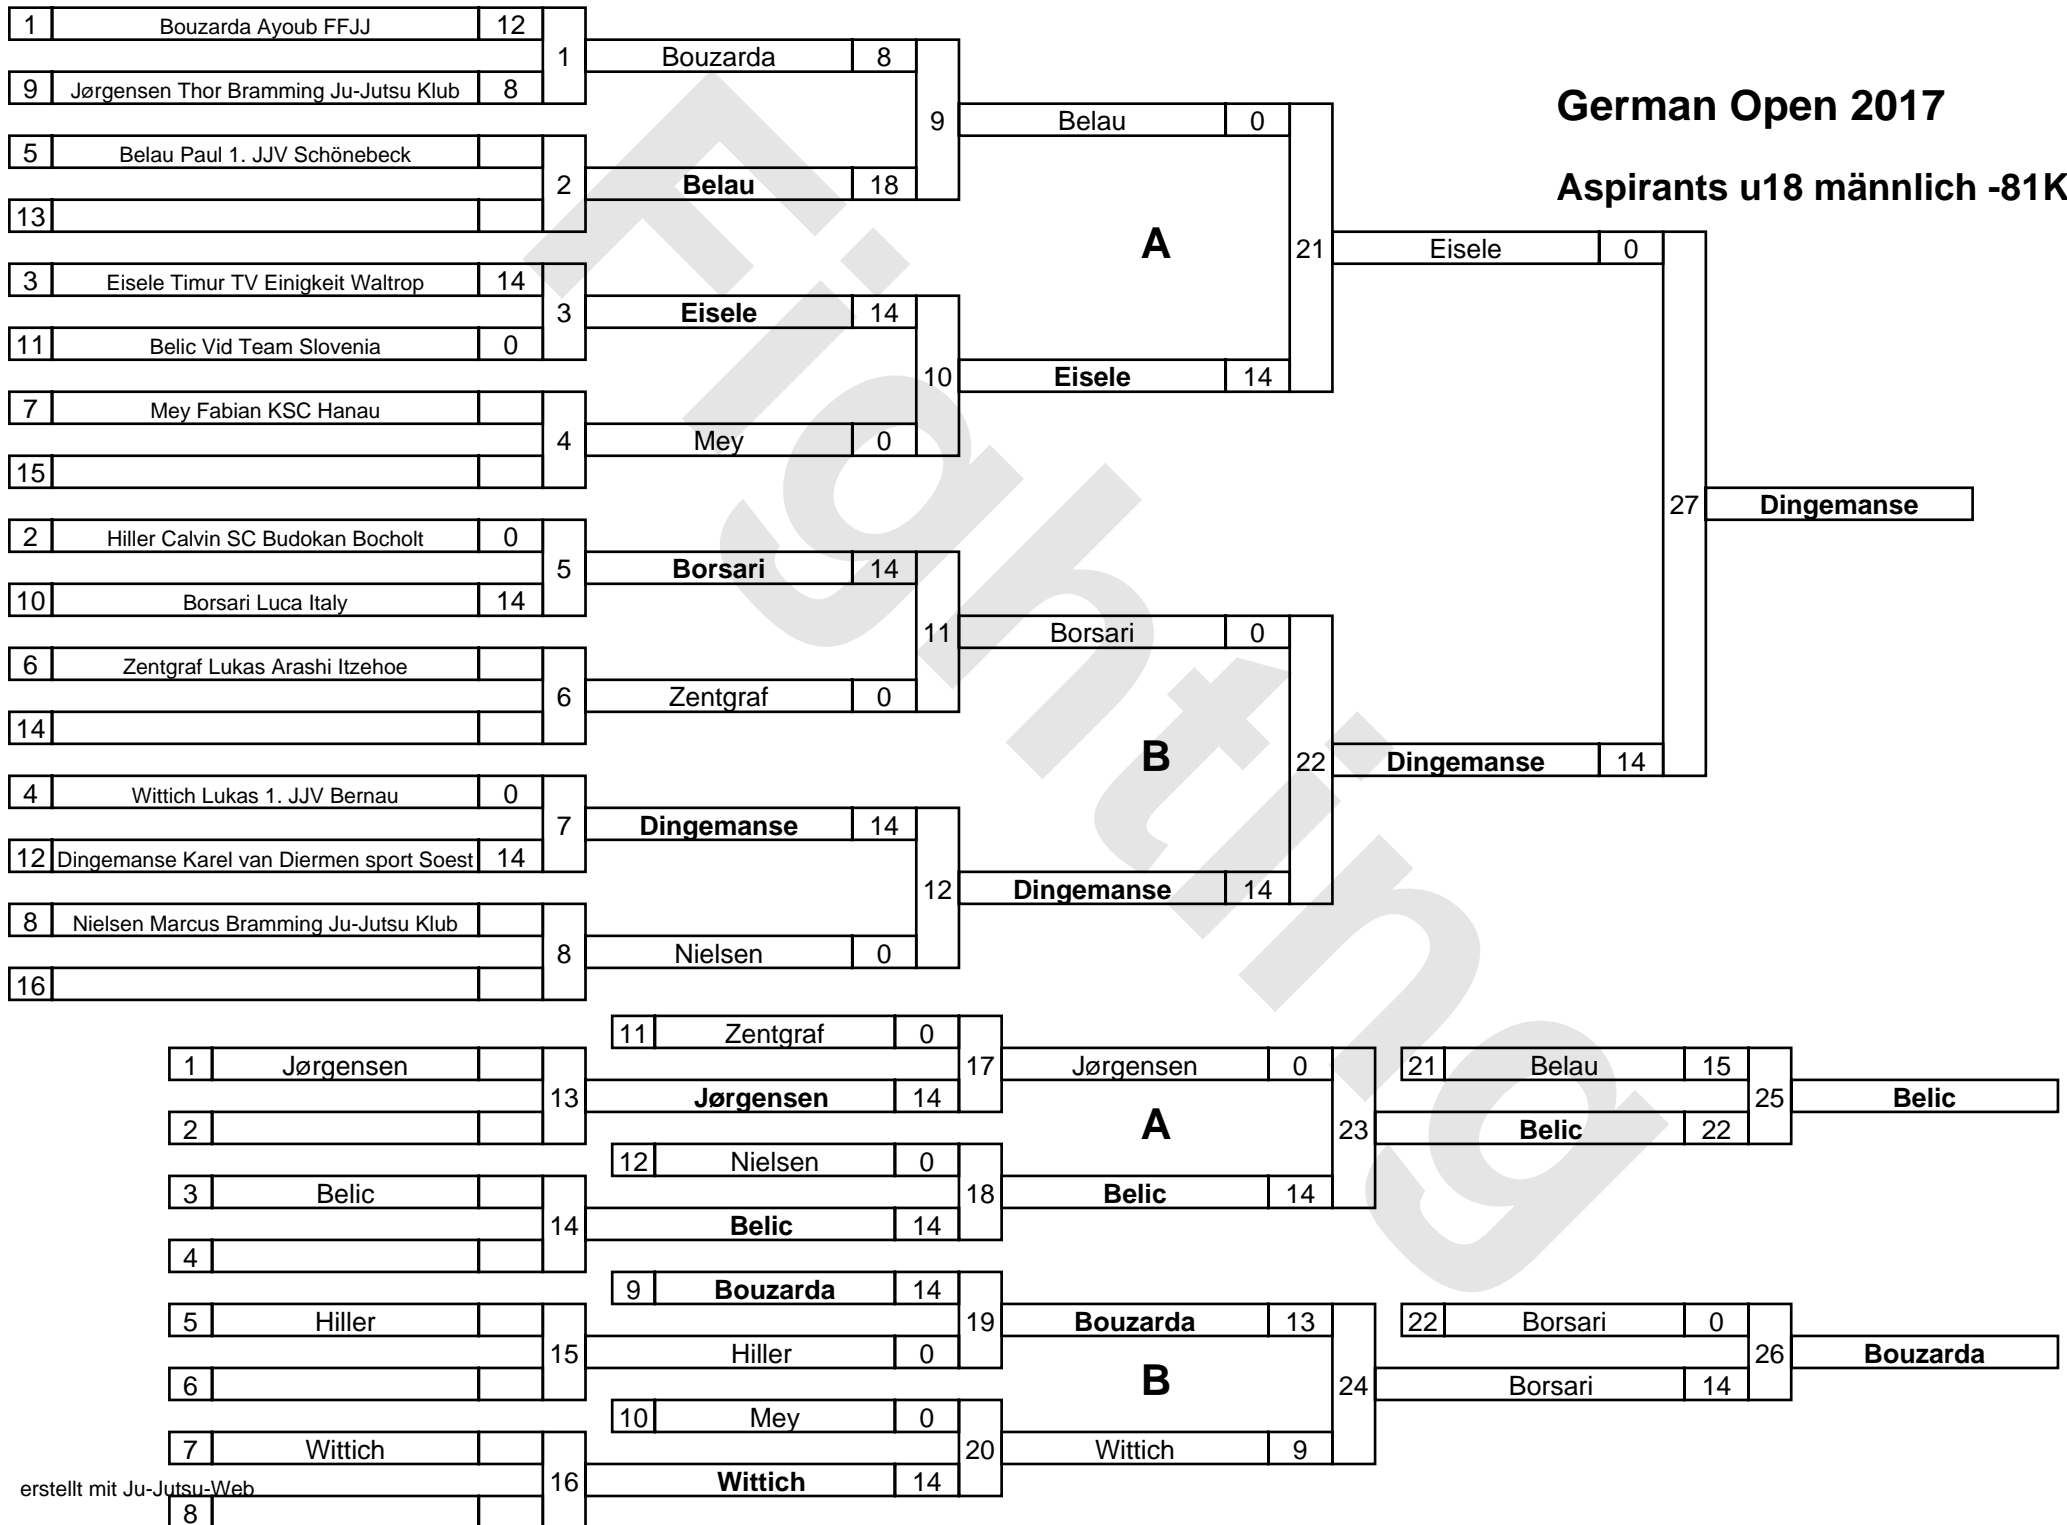 German Open 2017
Aspirants u18 männlich -81K
Fighting
1 Bouzarda Ayoub FFJJ 12
1
9 Jørgensen Thor Bramming Ju-Jutsu Klub 8
5 Belau Paul 1. JJV Schönebeck
2
13
3 Eisele Timur TV Einigkeit Waltrop 14
3
11 Belic Vid Team Slovenia 0
7 Mey Fabian KSC Hanau
4
15
2 Hiller Calvin SC Budokan Bocholt 0
5
10 Borsari Luca Italy 14
6 Zentgraf Lukas Arashi Itzehoe
6
14
4 Wittich Lukas 1. JJV Bernau 0
7
12 Dingemanse Karel van Diermen sport Soest 14
8 Nielsen Marcus Bramming Ju-Jutsu Klub
8
16
Bouzarda 8
9
Belau 18
Eisele 14
10
Mey 0
Borsari 14
11
Zentgraf 0
Dingemanse 14
12
Nielsen 0
Belau 0
A
21
Eisele 14
Borsari 0
B
22
Dingemanse 14
Eisele 0
27
Dingemanse 14
Dingemanse
1 Jørgensen
13
2
3 Belic
14
4
5 Hiller
15
6
7 Wittich
16
8
11 Zentgraf 0
17
Jørgensen 14
12 Nielsen 0
18
Belic 14
9 Bouzarda 14
19
Hiller 0
10 Mey 0
20
Wittich 14
Jørgensen 0
A
23
Belic 14
Bouzarda 13
B
24
Wittich 9
21 Belau 15
25
Belic 22
Belic
22 Borsari 0
26
Borsari 14
Bouzarda
erstellt mit Ju-Jutsu-Web